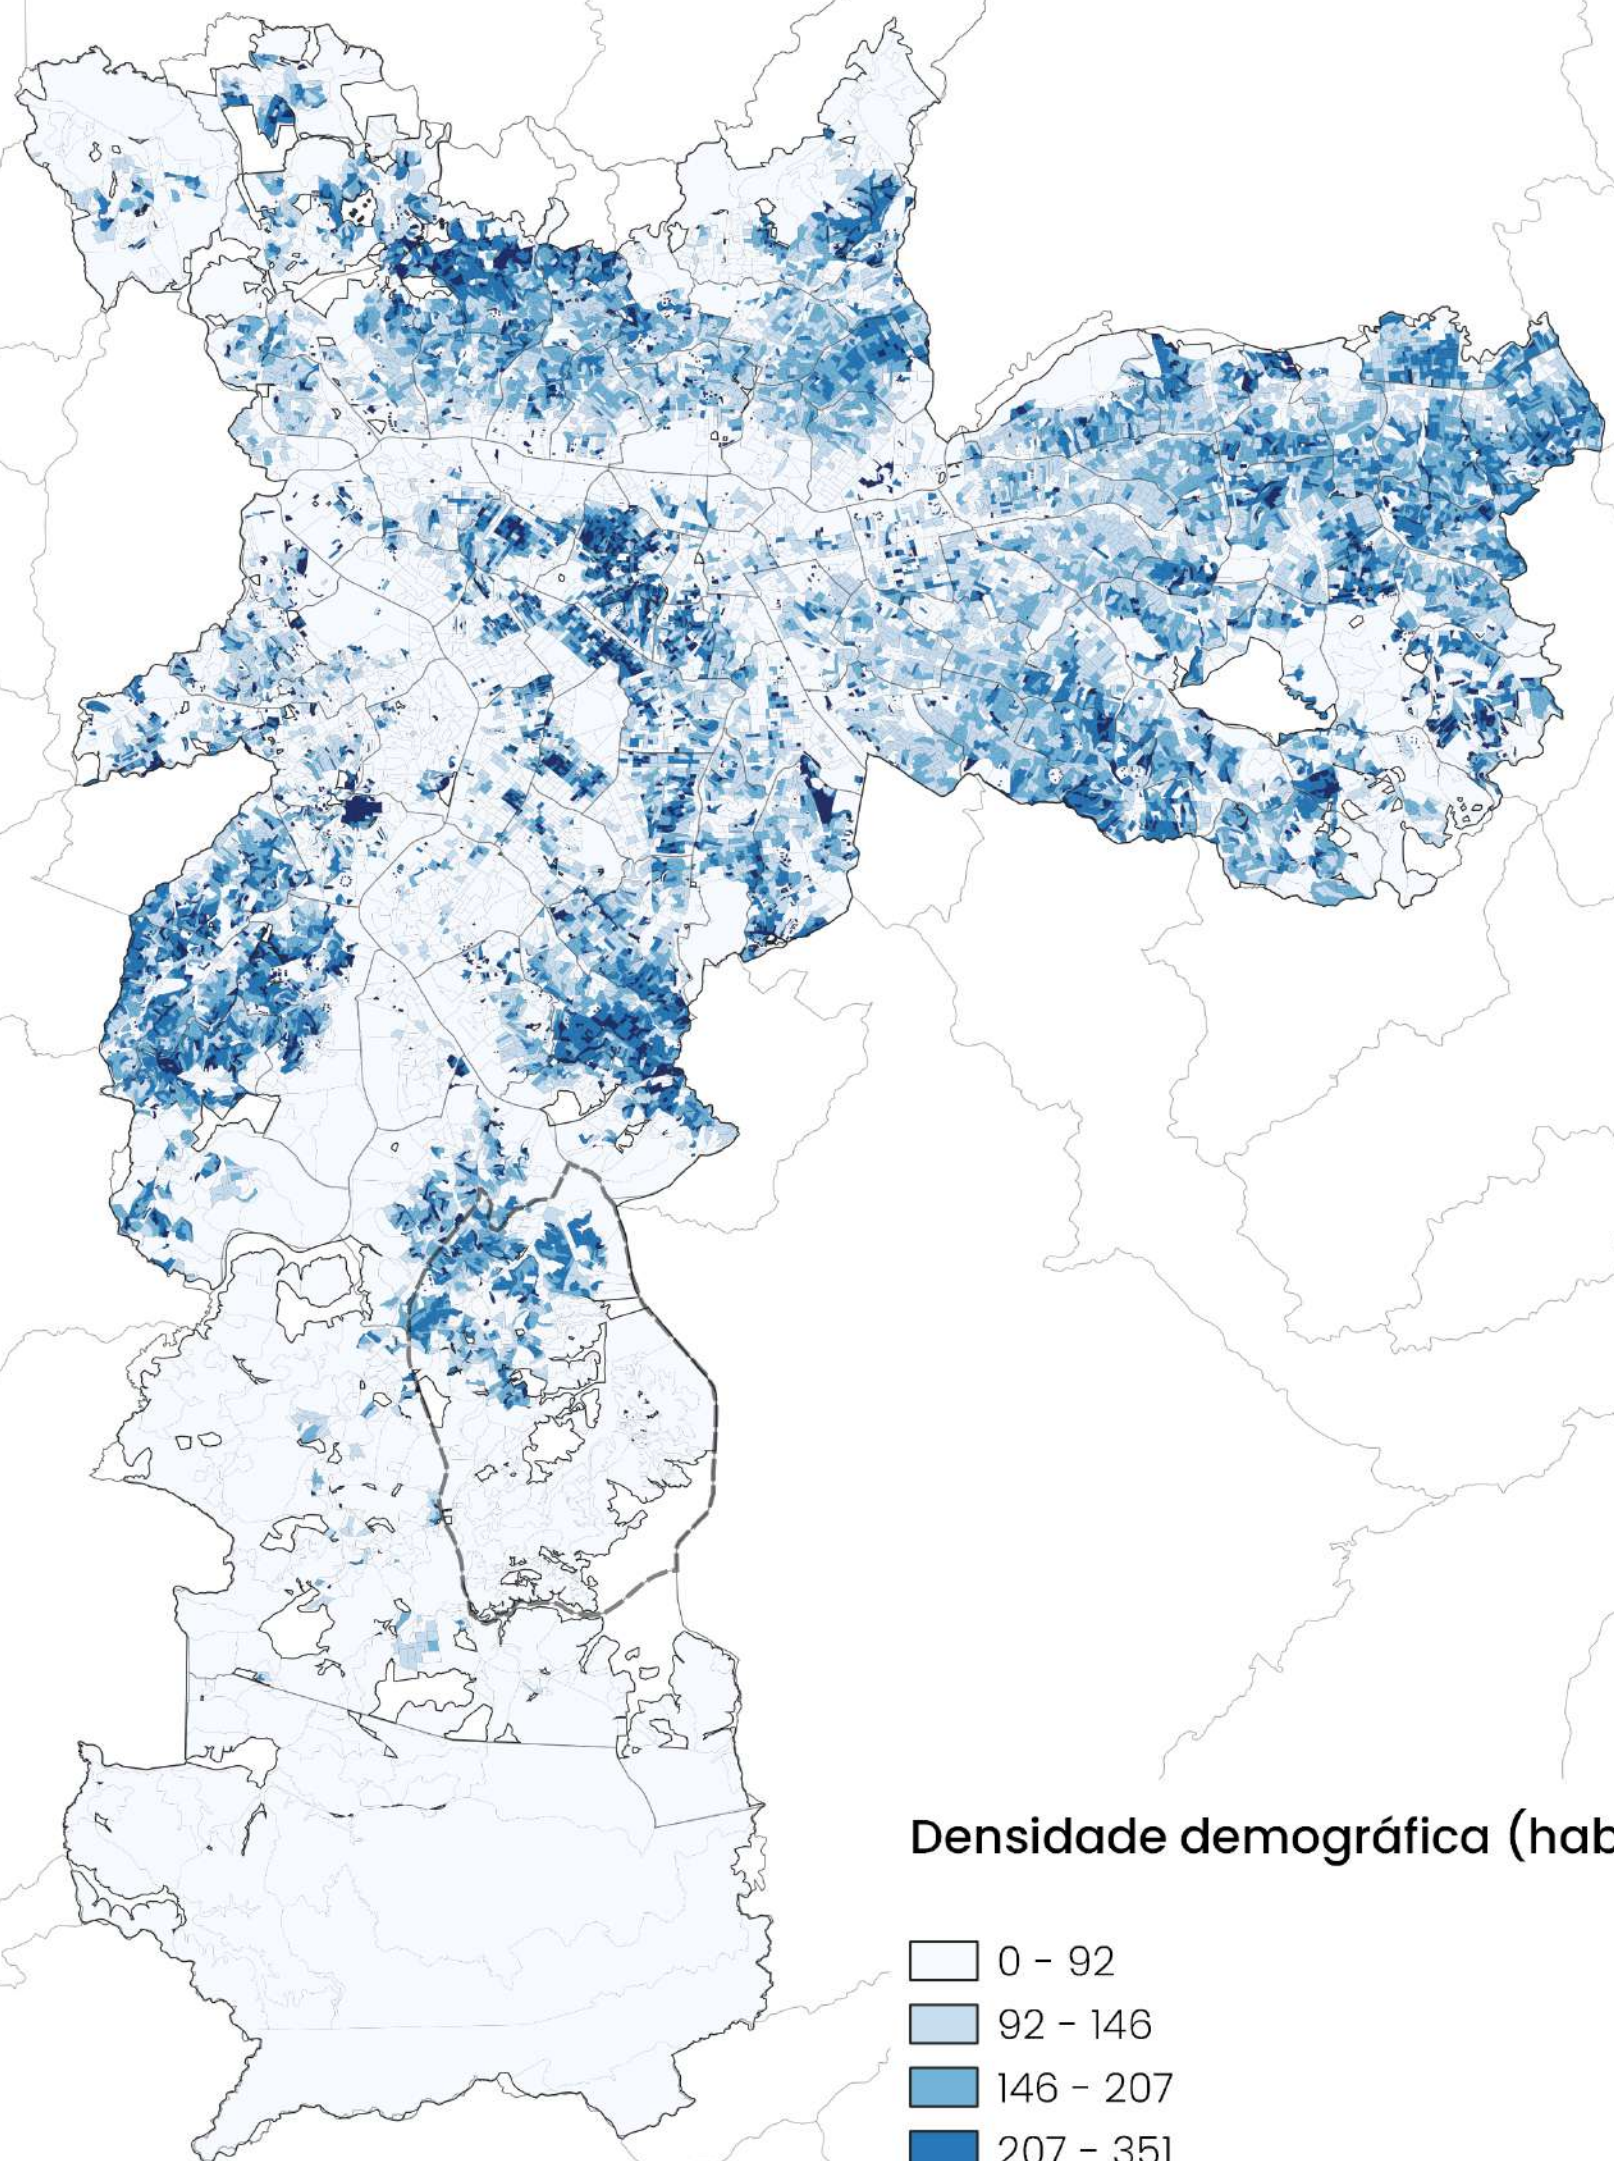 Densidade demográfica (hab
0 - 92
92 - 146
146 - 207
207 - 351